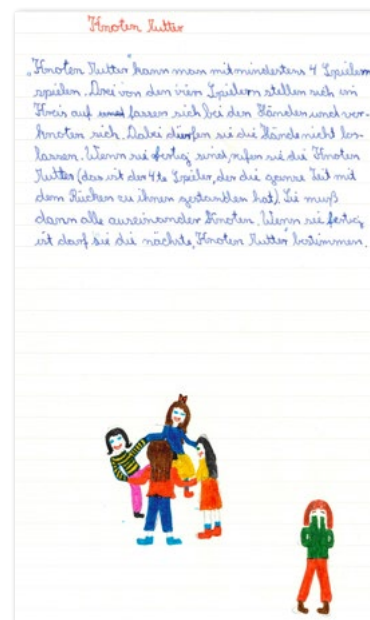 Knoten Mutter
„Knoten Mutter" kann man mit mindestens 4 Spielern
spielen. Drei von den vier Spielern stellen sich im
Kreis auf fassen sich bei den Händen und ver-
knoten sich. Dabei dürfen sie die Hände nicht los-
lassen. Wenn sie fertig sind, rufen sie die Knoten
Mutter (das ist der 4te Spieler, der die ganze Zeit mit
dem Rücken zu ihnen gestanden hat). Sie muß
dann alle auseinander Knoten. Wenn sie fertig
ist darf sie die nächste „Knoten Mutter" bestimmen.